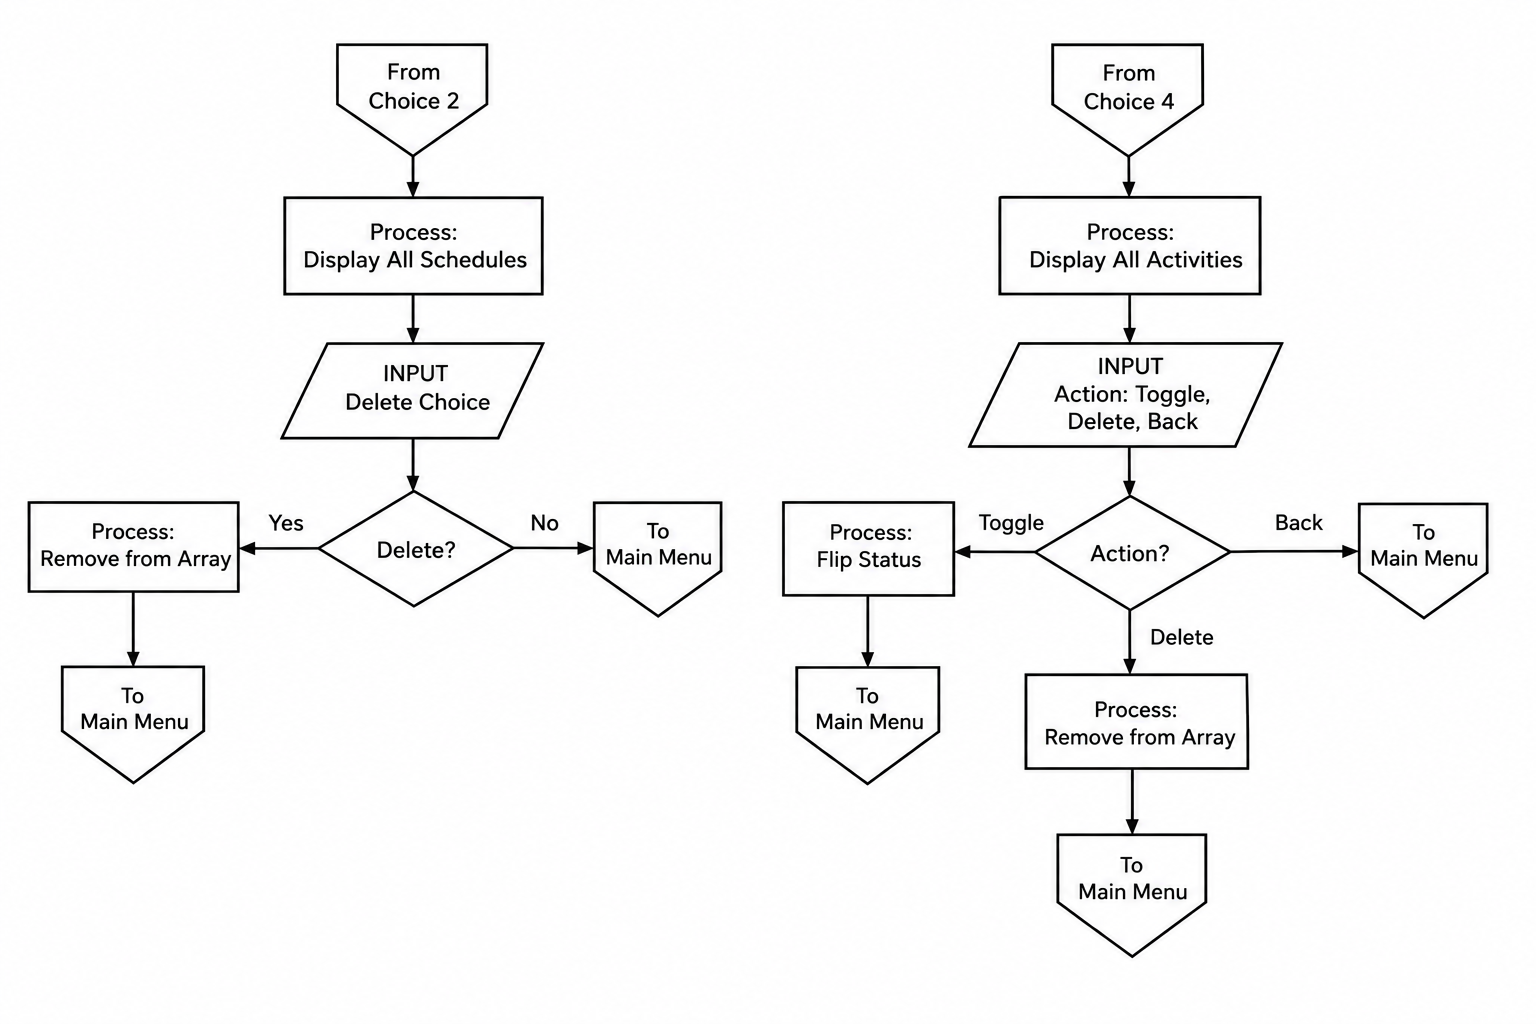 From
Choice 2
Process:
Display All Schedules
INPUT
Delete Choice
Delete?
Yes
No
Process:
Remove from Array
To
Main Menu
To
Main Menu
From
Choice 4
Process:
Display All Activities
INPUT
Action: Toggle,
Delete, Back
Action?
Toggle
Back
Delete
Process:
Flip Status
To
Main Menu
To
Main Menu
Process:
Remove from Array
To
Main Menu